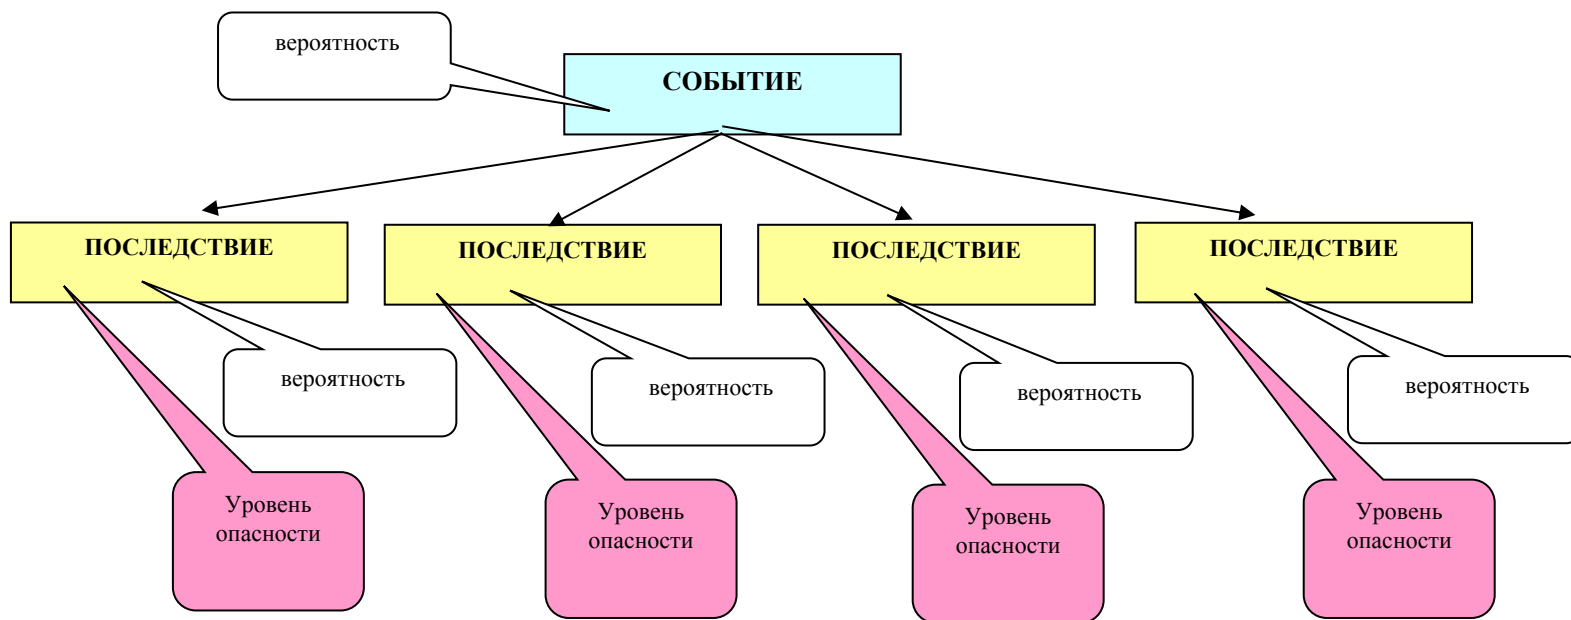 вероятность
СОБЫТИЕ
ПОСЛЕДСТВИЕ
ПОСЛЕДСТВИЕ
ПОСЛЕДСТВИЕ
ПОСЛЕДСТВИЕ
вероятность
вероятность
вероятность
вероятность
Уровень
опасности
Уровень
опасности
Уровень
опасности
Уровень
опасности